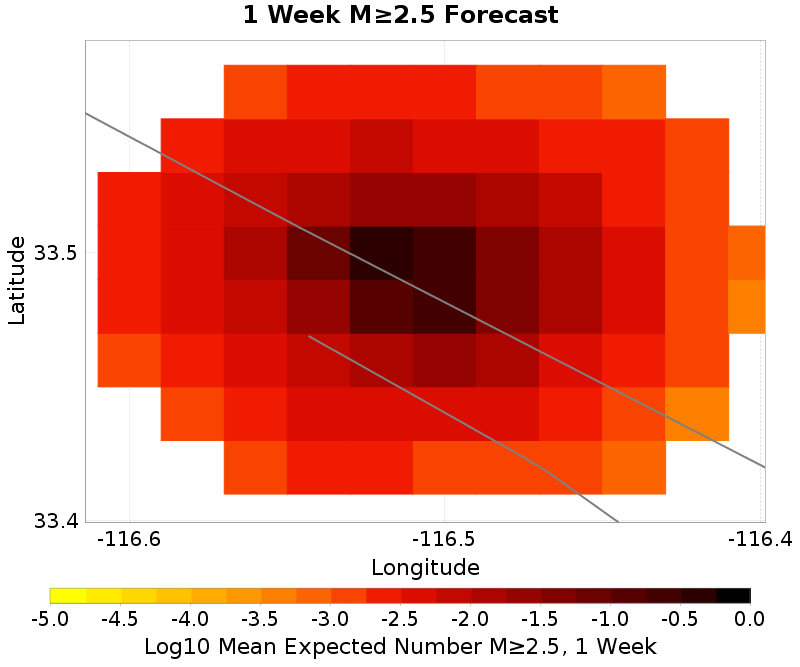 1 Week M≥2.5 Forecast
Latitude
33.5
33.4
-116.6 -116.5 -116.4
Longitude
-5.0 -4.5 -4.0 -3.5 -3.0 -2.5 -2.0 -1.5 -1.0 -0.5 0.0
Log10 Mean Expected Number M≥2.5, 1 Week